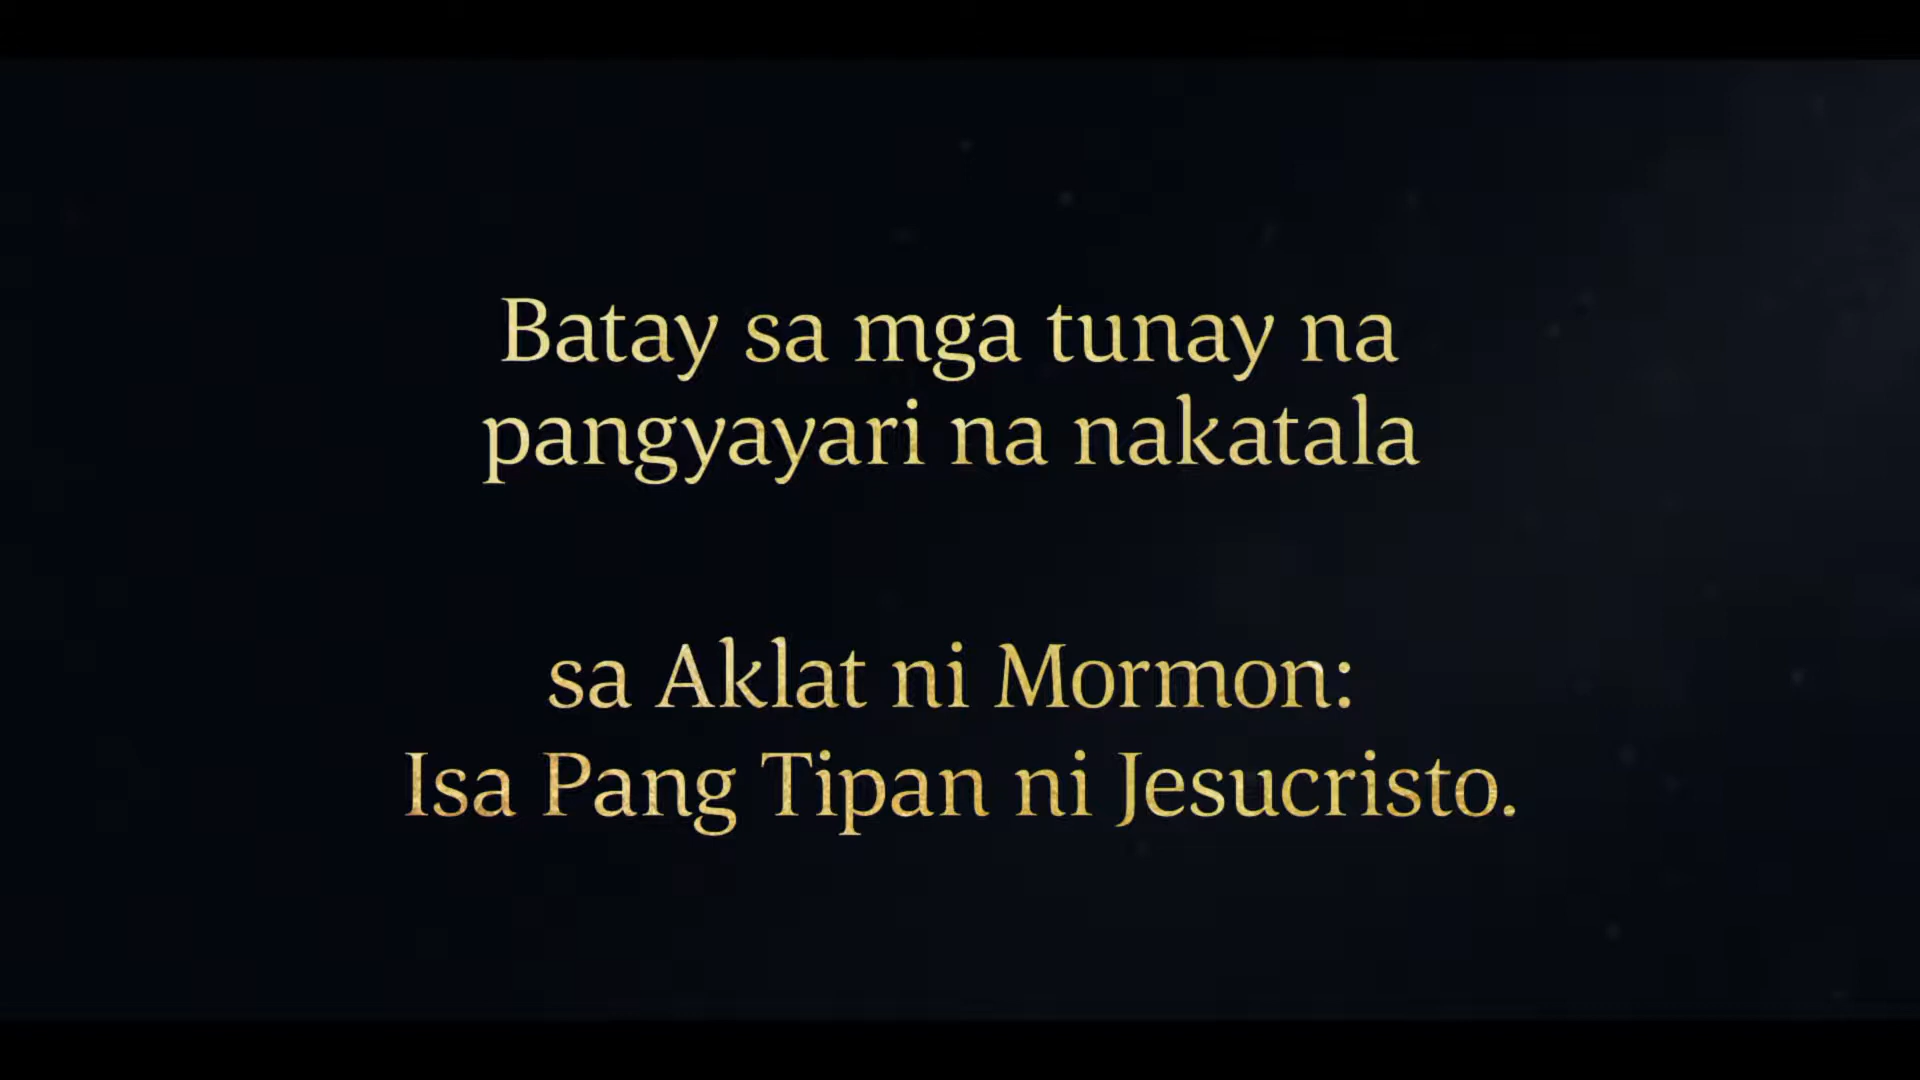 Batay sa mga tunay na
pangyayari na nakatala
sa Aklat ni Mormon:
Isa Pang Tipan ni Jesucristo.